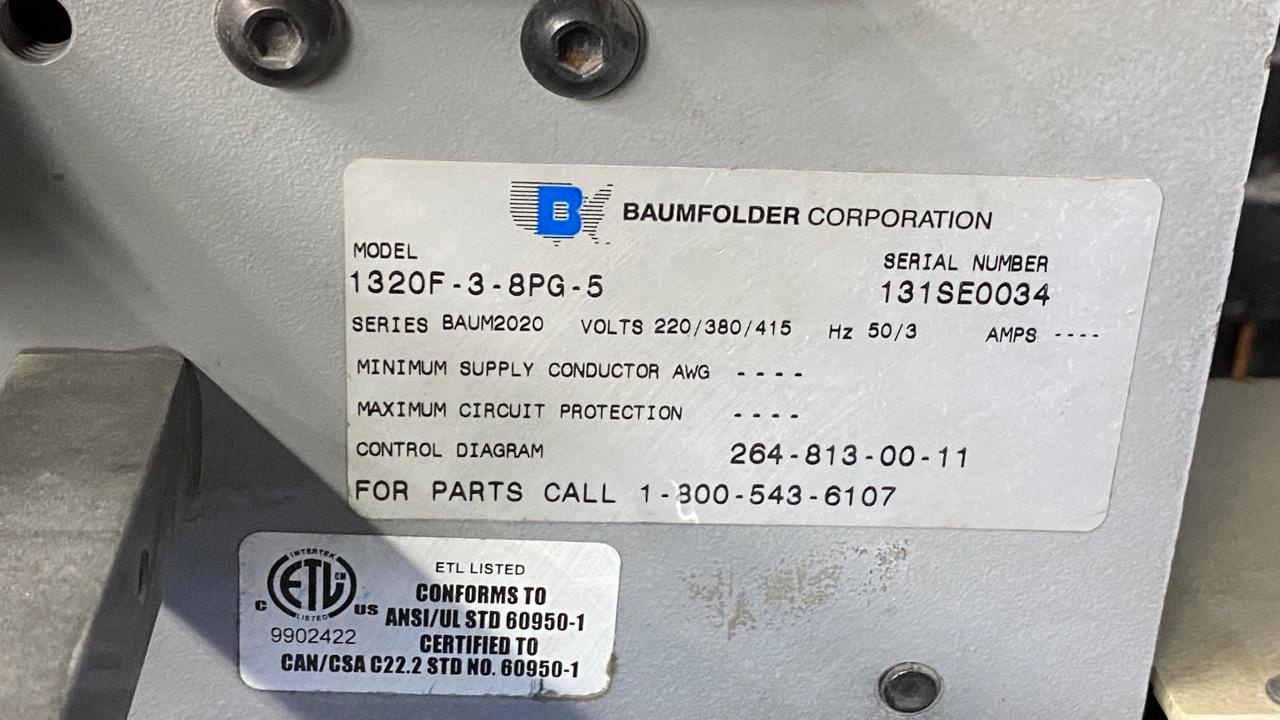 B BAUMFOLDER CORPORATION
MODEL
1320F-3-8PG-5
SERIAL NUMBER
131SE0034
SERIES BAUM2020 VOLTS 220/380/415 Hz 50/3 AMPS ----
MINIMUM SUPPLY CONDUCTOR AWG ----
MAXIMUM CIRCUIT PROTECTION ----
CONTROL DIAGRAM 264-813-00-11
FOR PARTS CALL 1-800-543-6107
INTERTEK
ETL CM
LISTED
C US
9902422
ETL LISTED
CONFORMS TO
ANSI/UL STD 60950-1
CERTIFIED TO
CAN/CSA C22.2 STD NO. 60950-1